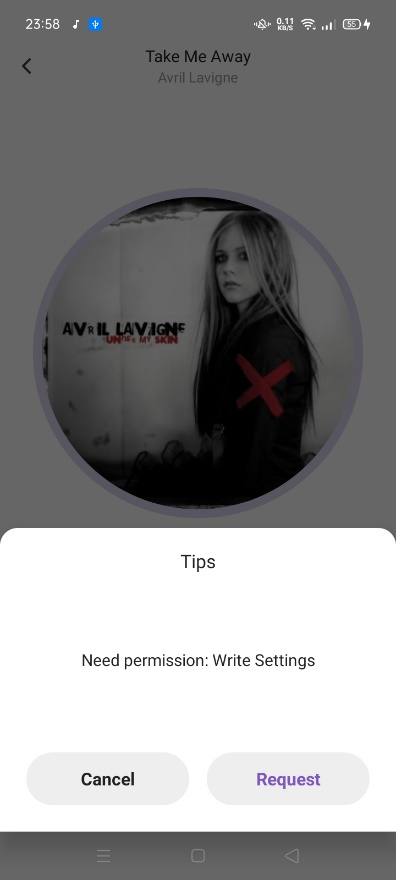 23:58
0.11
KB/S
55
Take Me Away
Avril Lavigne
AVRIL LAVIGNE
UNDER MY SKIN
Tips
Need permission: Write Settings
Cancel
Request